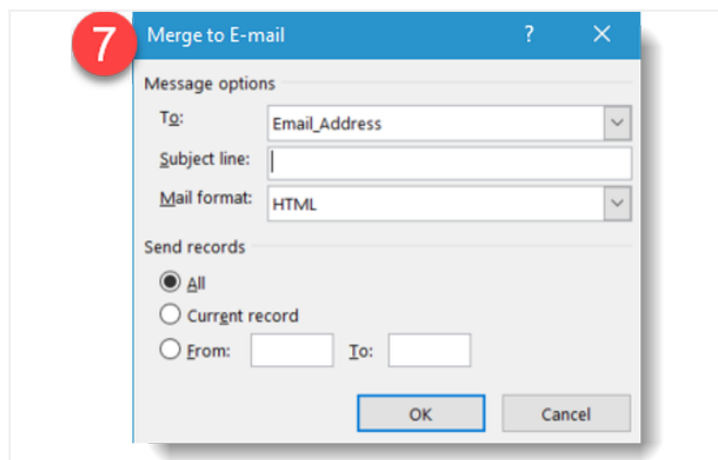 7
Merge to E-mail ? ×
Message options
To: Email_Address
Subject line:
Mail format: HTML
Send records
All
Current record
From: To:
OK Cancel